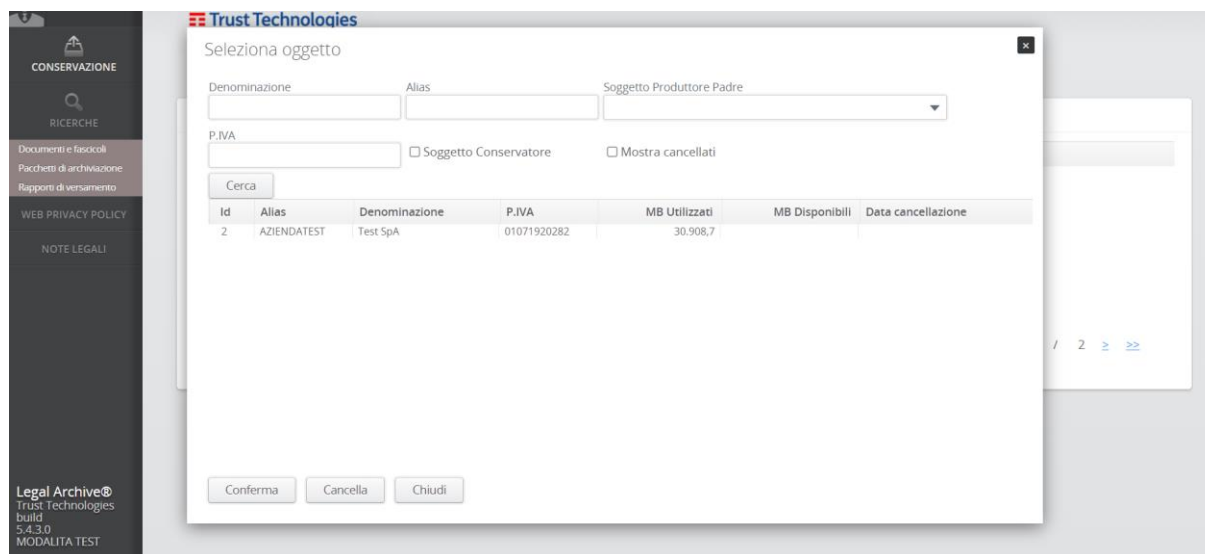 Trust Technologies
CONSERVAZIONE
RICERCHE
Documenti e fascicoli
Pacchetti di archiviazione
Rapporti di versamento
WEB PRIVACY POLICY
NOTE LEGALI
Legal Archive®
Trust Technologies
build
5.4.3.0
MODALITA TEST
Seleziona oggetto
Denominazione Alias Soggetto Produttore Padre
P.IVA
Soggetto Conservatore Mostra cancellati
Cerca
Id Alias Denominazione P.IVA MB Utilizzati MB Disponibili Data cancellazione
2 AZIENDATEST Test SpA 01071920282 30.908,7
/ 2 > >>
Conferma Cancella Chiudi